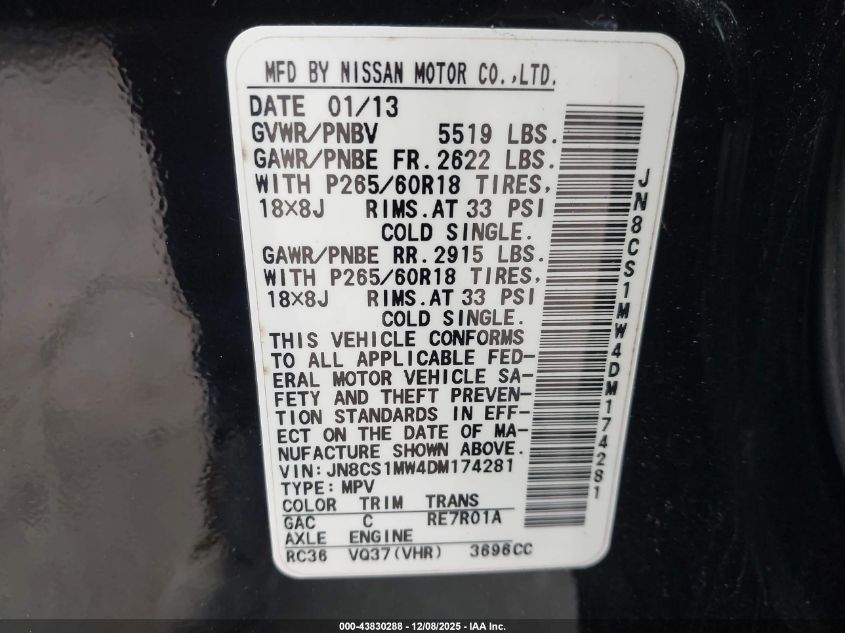 MFD BY NISSAN MOTOR CO.,LTD.
DATE 01/13
GVWR/PNBV 5519 LBS.
GAWR/PNBE FR. 2622 LBS.
WITH P265/60R18 TIRES,
18X8J RIMS.AT 33 PSI
COLD SINGLE.
GAWR/PNBE RR. 2915 LBS.
WITH P265/60R18 TIRES,
18X8J RIMS.AT 33 PSI
COLD SINGLE.
THIS VEHICLE CONFORMS
TO ALL APPLICABLE FED-
ERAL MOTOR VEHICLE SA-
FETY AND THEFT PREVEN-
TION STANDARDS IN EFF-
ECT ON THE DATE OF MA-
NUFACTURE SHOWN ABOVE.
VIN:JN8CS1MW4DM174281
TYPE:MPV
COLOR TRIM TRANS
GAC C RE7R01A
AXLE ENGINE
RC36 VQ37(VHR) 3696CC
JN8CS1MW4DM174281
000-43830288 - 12/08/2025 - IAA Inc.